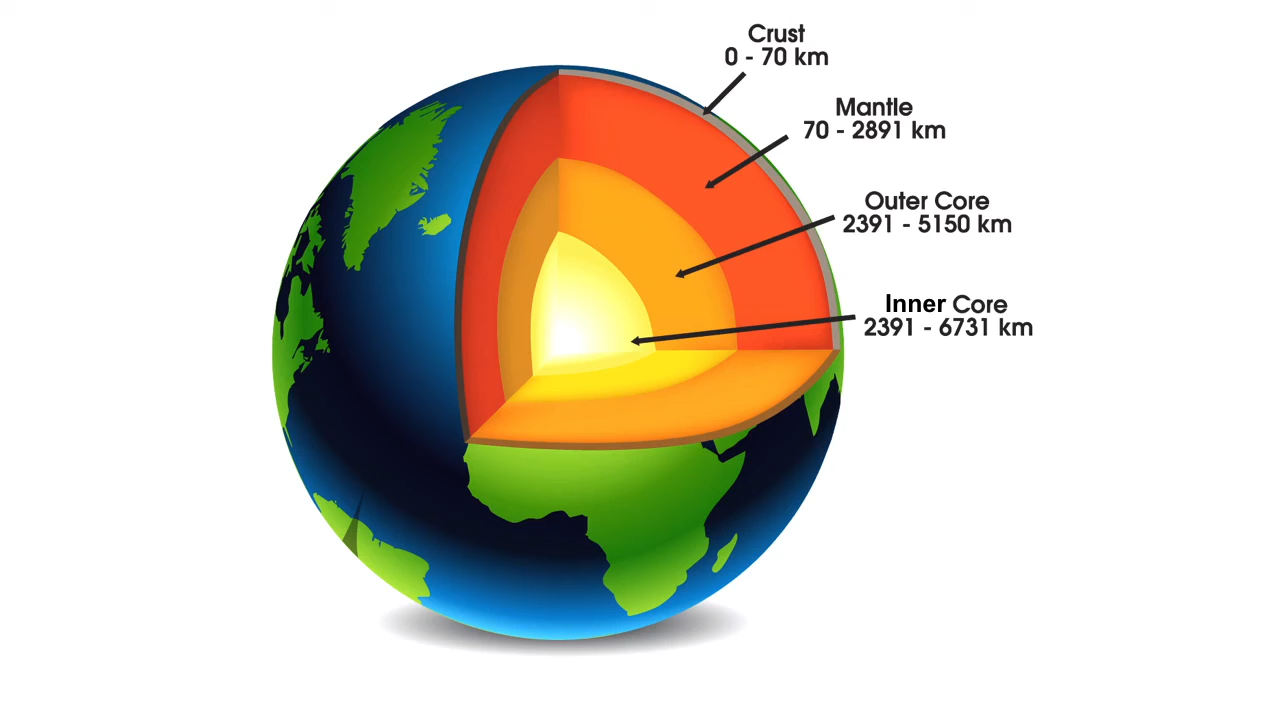 Crust
0 - 70 km
Mantle
70 - 2891 km
Outer Core
2391 - 5150 km
Inner Core
2391 - 6731 km